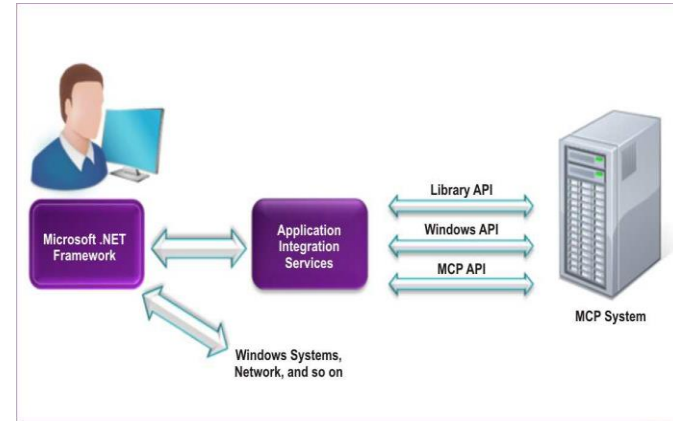 Microsoft .NET
Framework
Application
Integration
Services
Library API
Windows API
MCP API
MCP System
Windows Systems,
Network, and so on